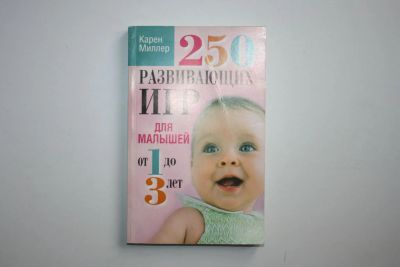 Карен
Миллер
250
РАЗВИВАЮЩИХ
ИГР
ДЛЯ
МАЛЫШЕЙ
от 1 до
3 лет